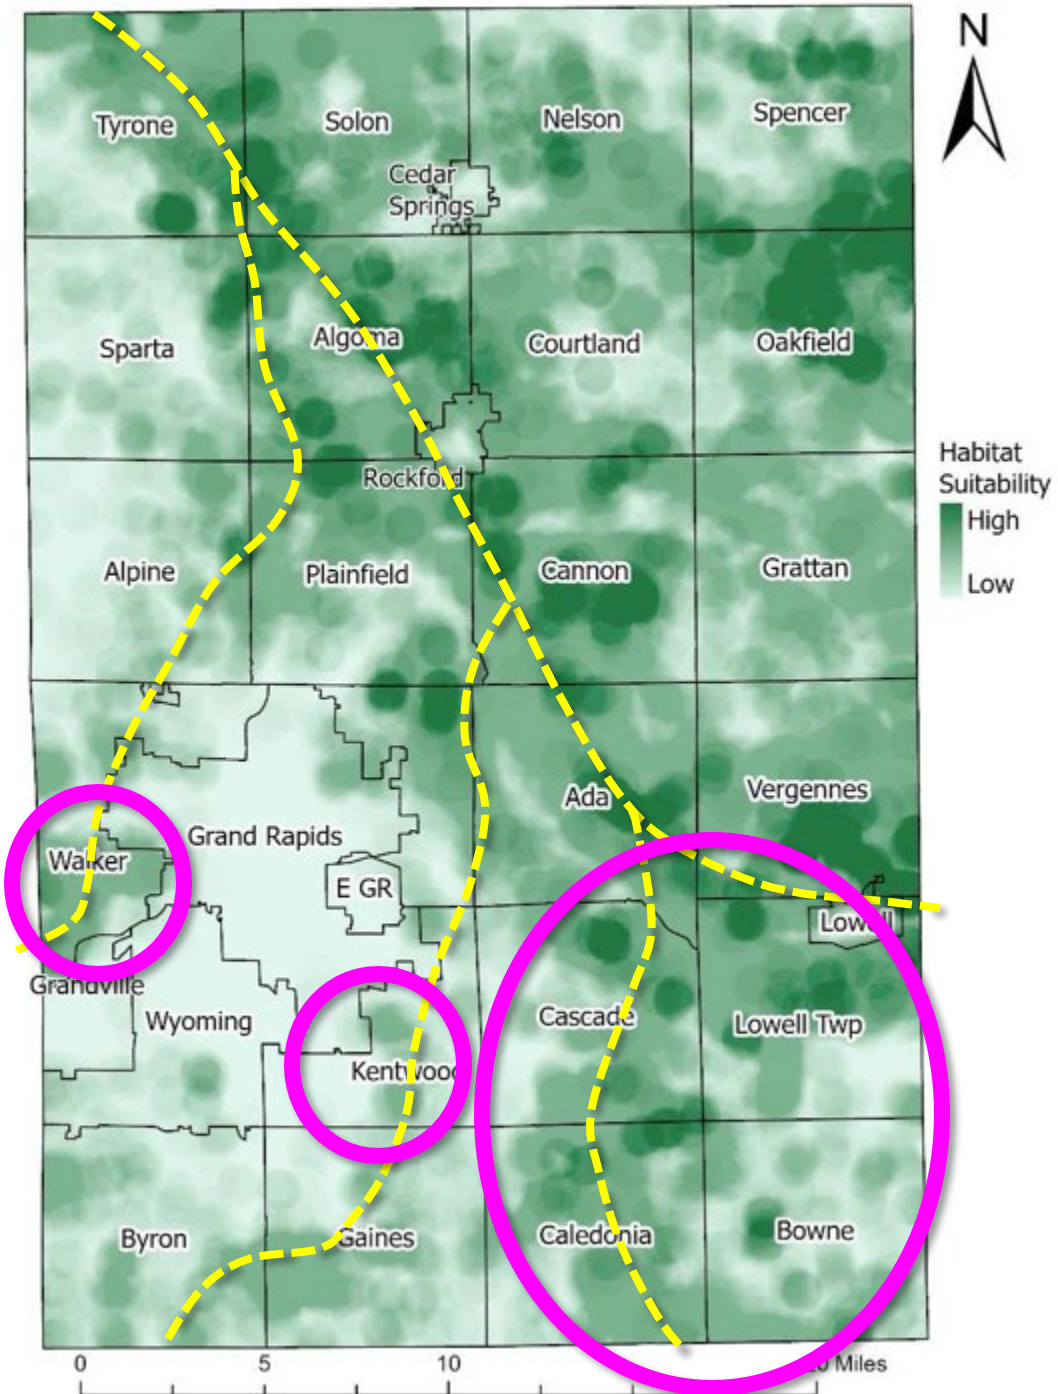 N
Tyrone
Solon
Nelson
Spencer
Cedar
Springs
Sparta
Algoma
Courtland
Oakfield
Habitat
Suitability
High
Low
Rockford
Alpine
Plainfield
Cannon
Grattan
Ada
Vergennes
Grand Rapids
Walker
E GR
Lowell
Grandville
Wyoming
Cascade
Lowell Twp
Kentwood
Byron
Gaines
Caledonia
Bowne
0 5 10 20 Miles